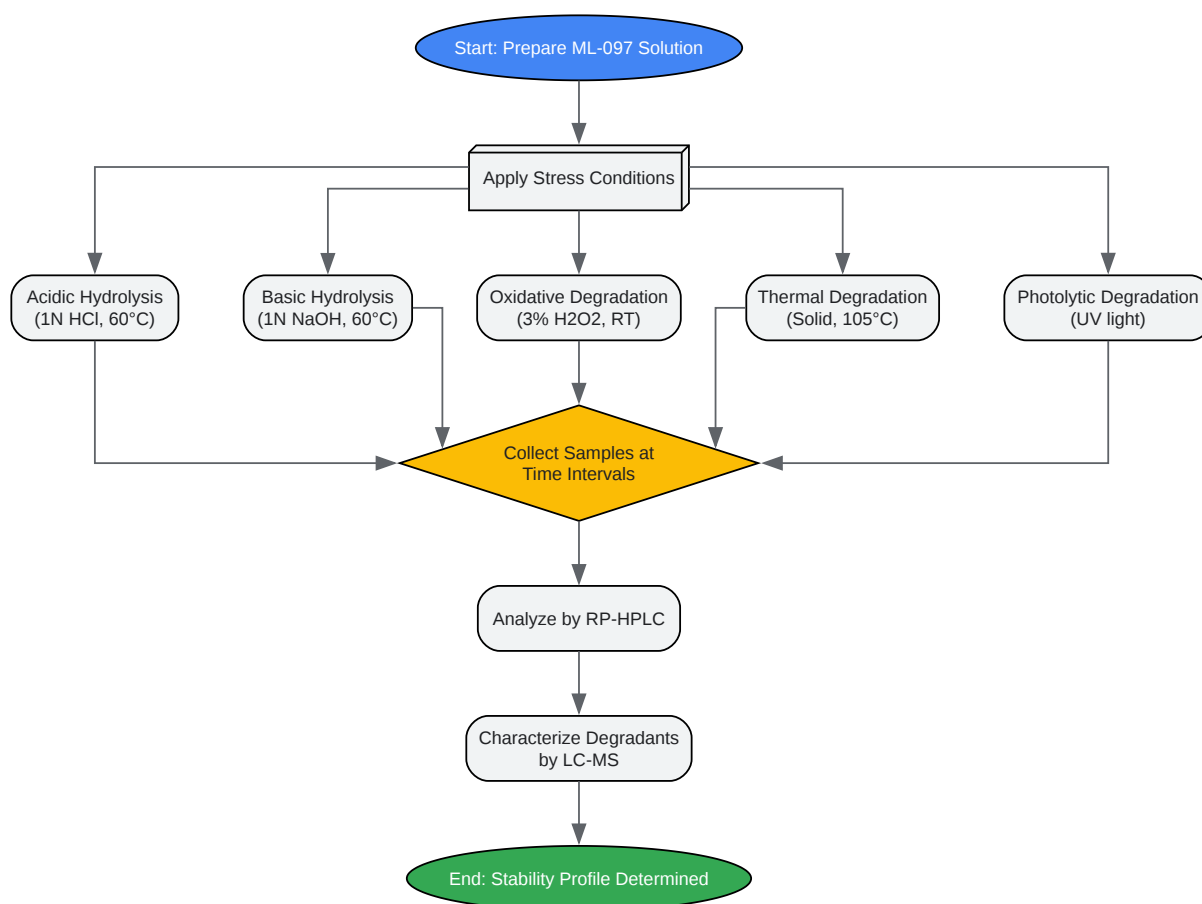 Start: Prepare ML-097 Solution
Apply Stress Conditions
Acidic Hydrolysis
(1N HCl, 60°C)
Basic Hydrolysis
(1N NaOH, 60°C)
Oxidative Degradation
(3% H2O2, RT)
Thermal Degradation
(Solid, 105°C)
Photolytic Degradation
(UV light)
Collect Samples at
Time Intervals
Analyze by RP-HPLC
Characterize Degradants
by LC-MS
End: Stability Profile Determined